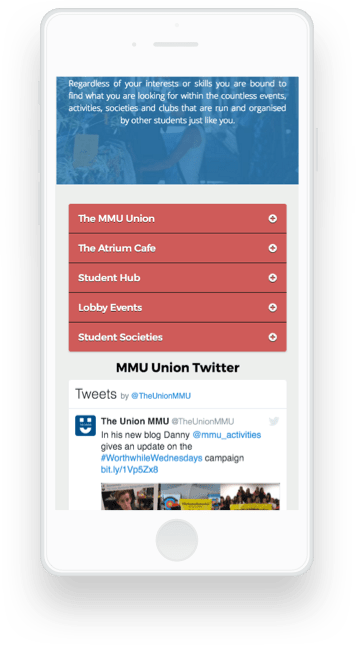 Regardless of your interests or skills you are bound to
find what you are looking for within the countless events,
activities, societies and clubs that are run and organised
by other students just like you.
The MMU Union
The Atrium Cafe
Student Hub
Lobby Events
Student Societies
MMU Union Twitter
Tweets by @TheUnionMMU
The Union MMU @TheUnionMMU
In his new blog Danny @mmu_activities
gives an update on the
#WorthwhileWednesdays campaign
bit.ly/1Vp5Zx8